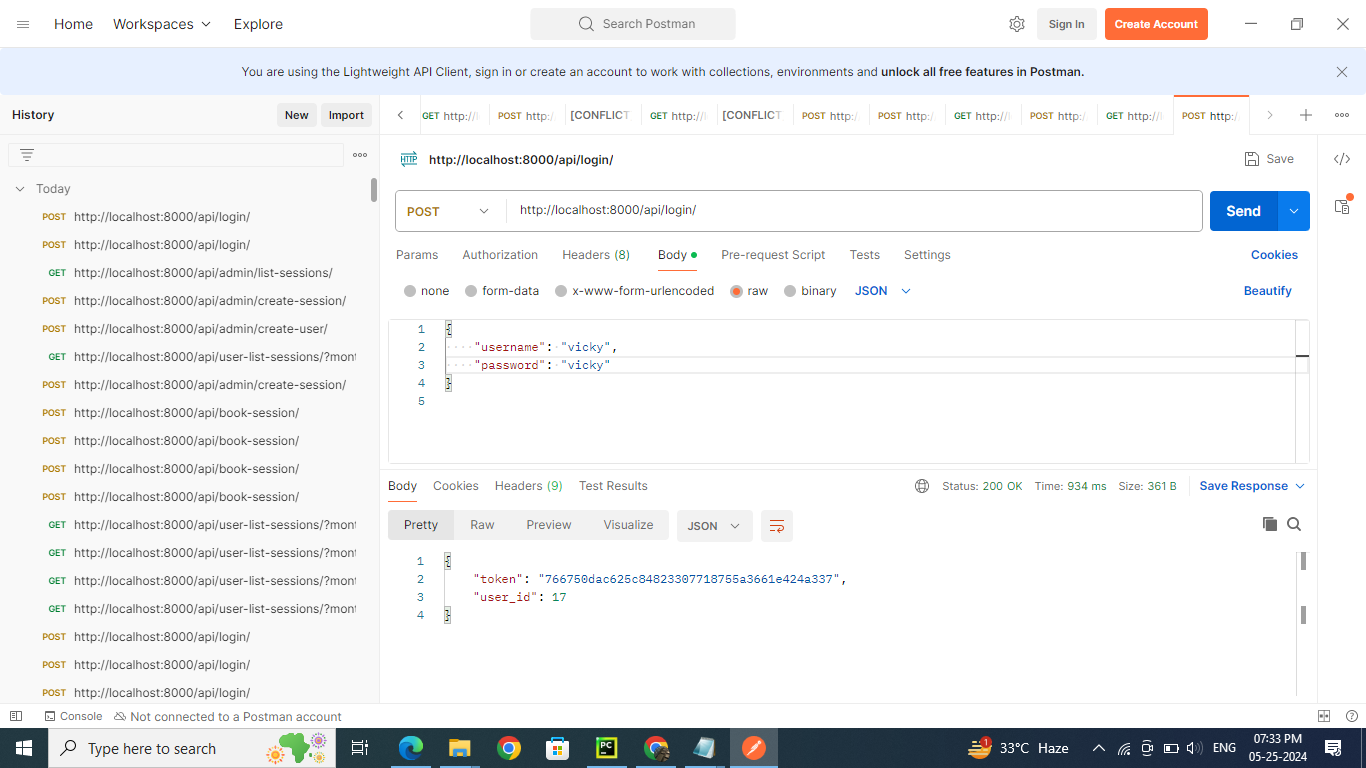 Home Workspaces Explore Search Postman Sign In Create Account
You are using the Lightweight API Client, sign in or create an account to work with collections, environments and unlock all free features in Postman.
History New Import
GET http:// POST http:/ [CONFLICT GET http:// [CONFLICT POST http:/ POST http:/ GET http:// POST http:/ GET http:// POST http:/
HTTP http://localhost:8000/api/login/ Save
Today
POST http://localhost:8000/api/login/
POST http://localhost:8000/api/login/
GET http://localhost:8000/api/admin/list-sessions/
POST http://localhost:8000/api/admin/create-session/
POST http://localhost:8000/api/admin/create-user/
GET http://localhost:8000/api/user-list-sessions/?mont
POST http://localhost:8000/api/admin/create-session/
POST http://localhost:8000/api/book-session/
POST http://localhost:8000/api/book-session/
POST http://localhost:8000/api/book-session/
POST http://localhost:8000/api/book-session/
GET http://localhost:8000/api/user-list-sessions/?mont
GET http://localhost:8000/api/user-list-sessions/?mont
GET http://localhost:8000/api/user-list-sessions/?mont
GET http://localhost:8000/api/user-list-sessions/?mont
POST http://localhost:8000/api/login/
POST http://localhost:8000/api/login/
POST http://localhost:8000/api/login/
POST http://localhost:8000/api/login/ Send
Params Authorization Headers (8) Body Pre-request Script Tests Settings Cookies
none form-data x-www-form-urlencoded raw binary JSON Beautify
1 {
2 "username": "vicky",
3 "password": "vicky"
4 }
5
Body Cookies Headers (9) Test Results Status: 200 OK Time: 934 ms Size: 361 B Save Response
Pretty Raw Preview Visualize JSON
1 {
2 "token": "766750dac625c84823307718755a3661e424a337",
3 "user_id": 17
4 }
Console Not connected to a Postman account
Type here to search PC 1 33°C Haze ENG 07:33 PM
05-25-2024